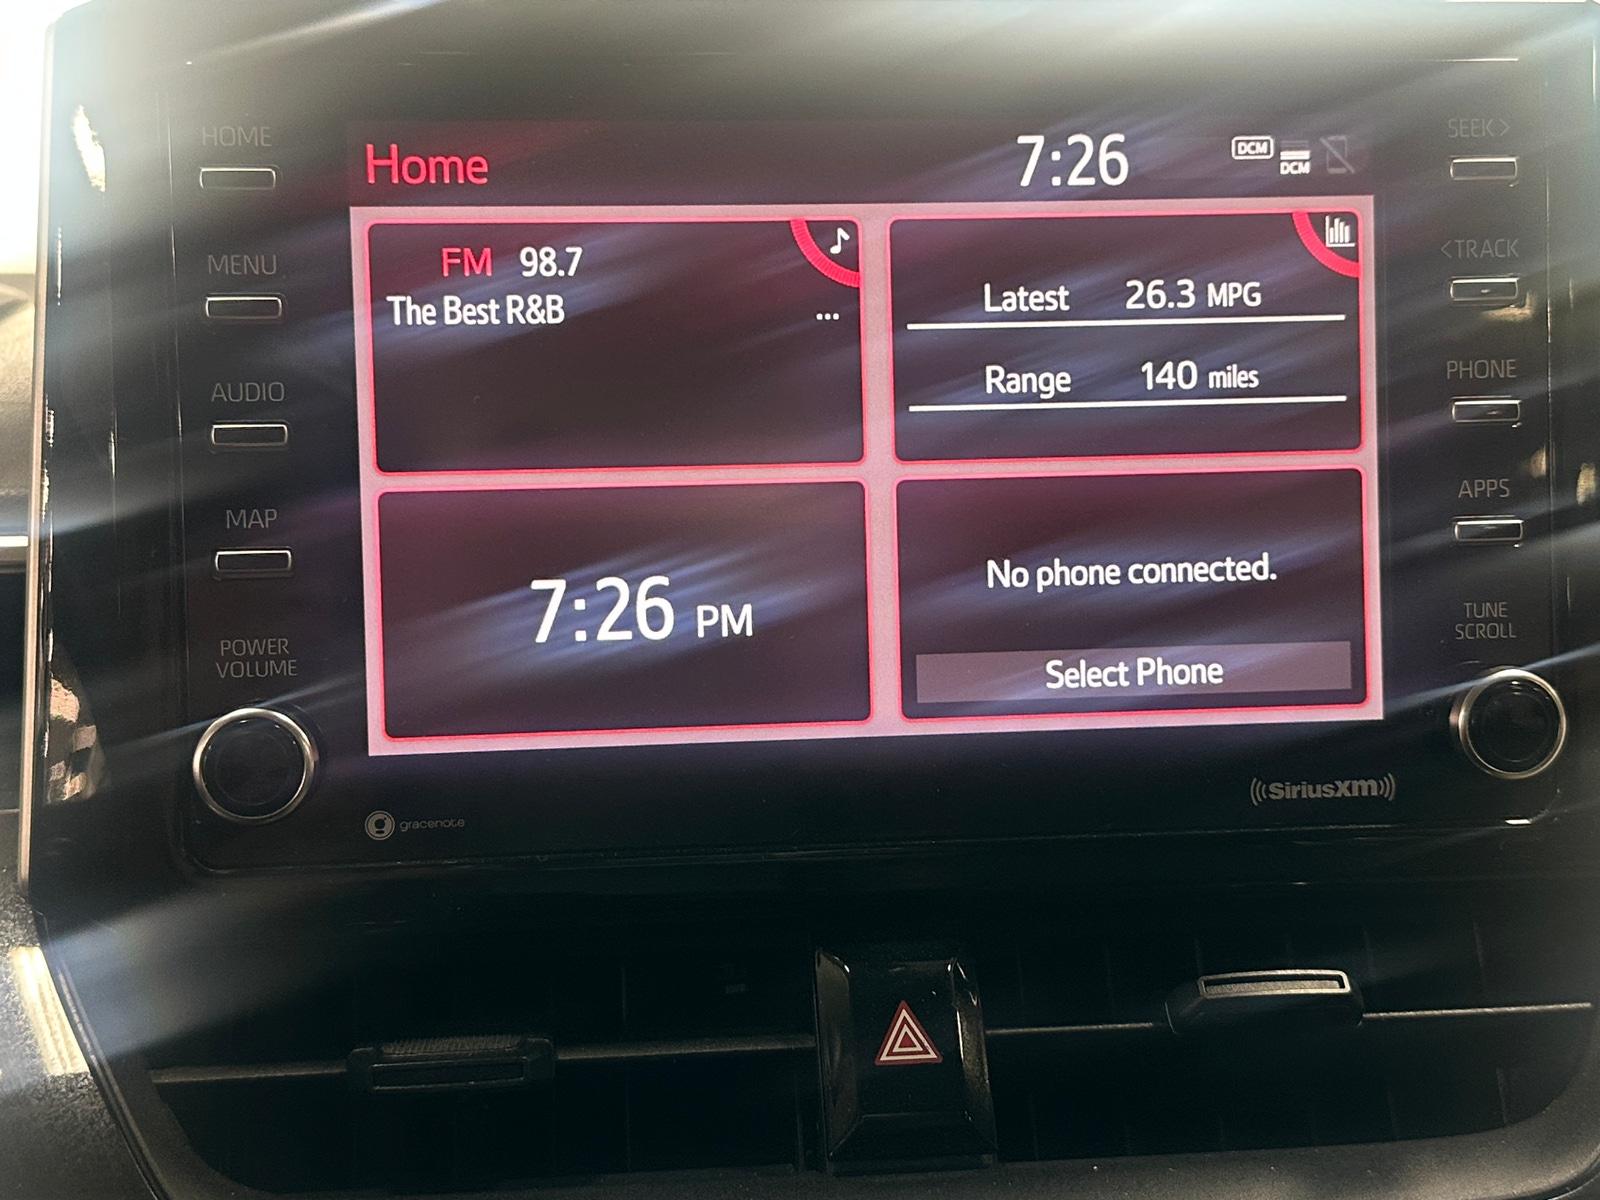 HOME
MENU
AUDIO
MAP
POWER
VOLUME
Home
7:26
DCM
DCM
FM 98.7
The Best R&B
...
Latest 26.3 MPG
Range 140 miles
7:26 PM
No phone connected.
Select Phone
SEEK>
<TRACK
PHONE
APPS
TUNE
SCROLL
gracenote
((SiriusXM))